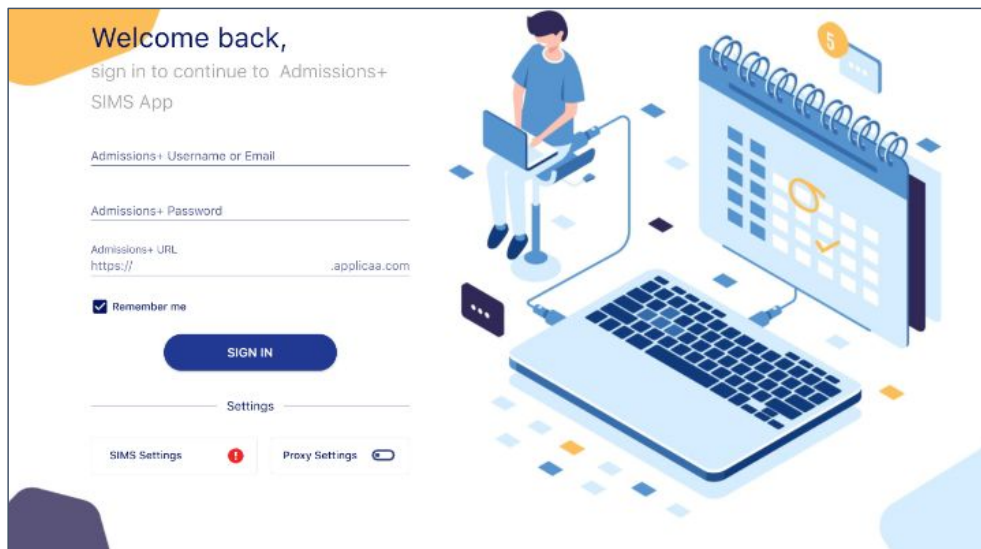 Welcome back,
sign in to continue to Admissions+
SIMS App
Admissions+ Username or Email
Admissions+ Password
Admissions+ URL
https:// .applicaa.com
Remember me
SIGN IN
Settings
SIMS Settings
Proxy Settings
5